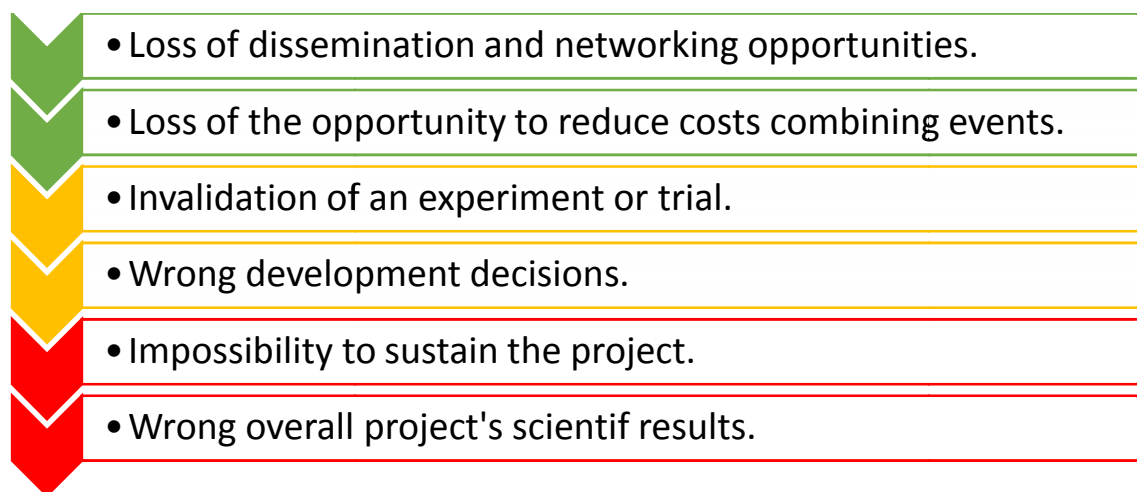 •Loss of dissemination and networking opportunities.
•Loss of the opportunity to reduce costs combining events.
•Invalidation of an experiment or trial.
•Wrong development decisions.
•Impossibility to sustain the project.
•Wrong overall project's scientif results.